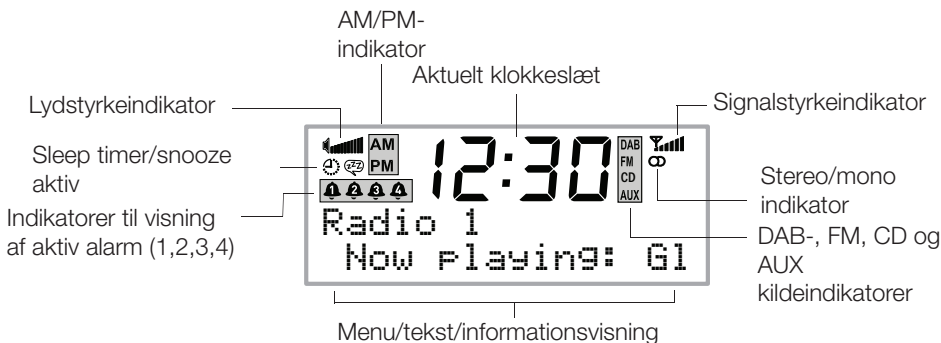 AM/PM-
indikator
Aktuelt klokkeslæt
Lydstyrkeindikator
Signalstyrkeindikator
Sleep timer/snooze
aktiv
Indikatorer til visning
af aktiv alarm (1,2,3,4)
AM
PM
zZZ
1 2 3 4
12:30
DAB
FM
CD
AUX
Radio 1
Now playing: Gl
Stereo/mono
indikator
DAB-, FM, CD og
AUX
kildeindikatorer
Menu/tekst/informationsvisning